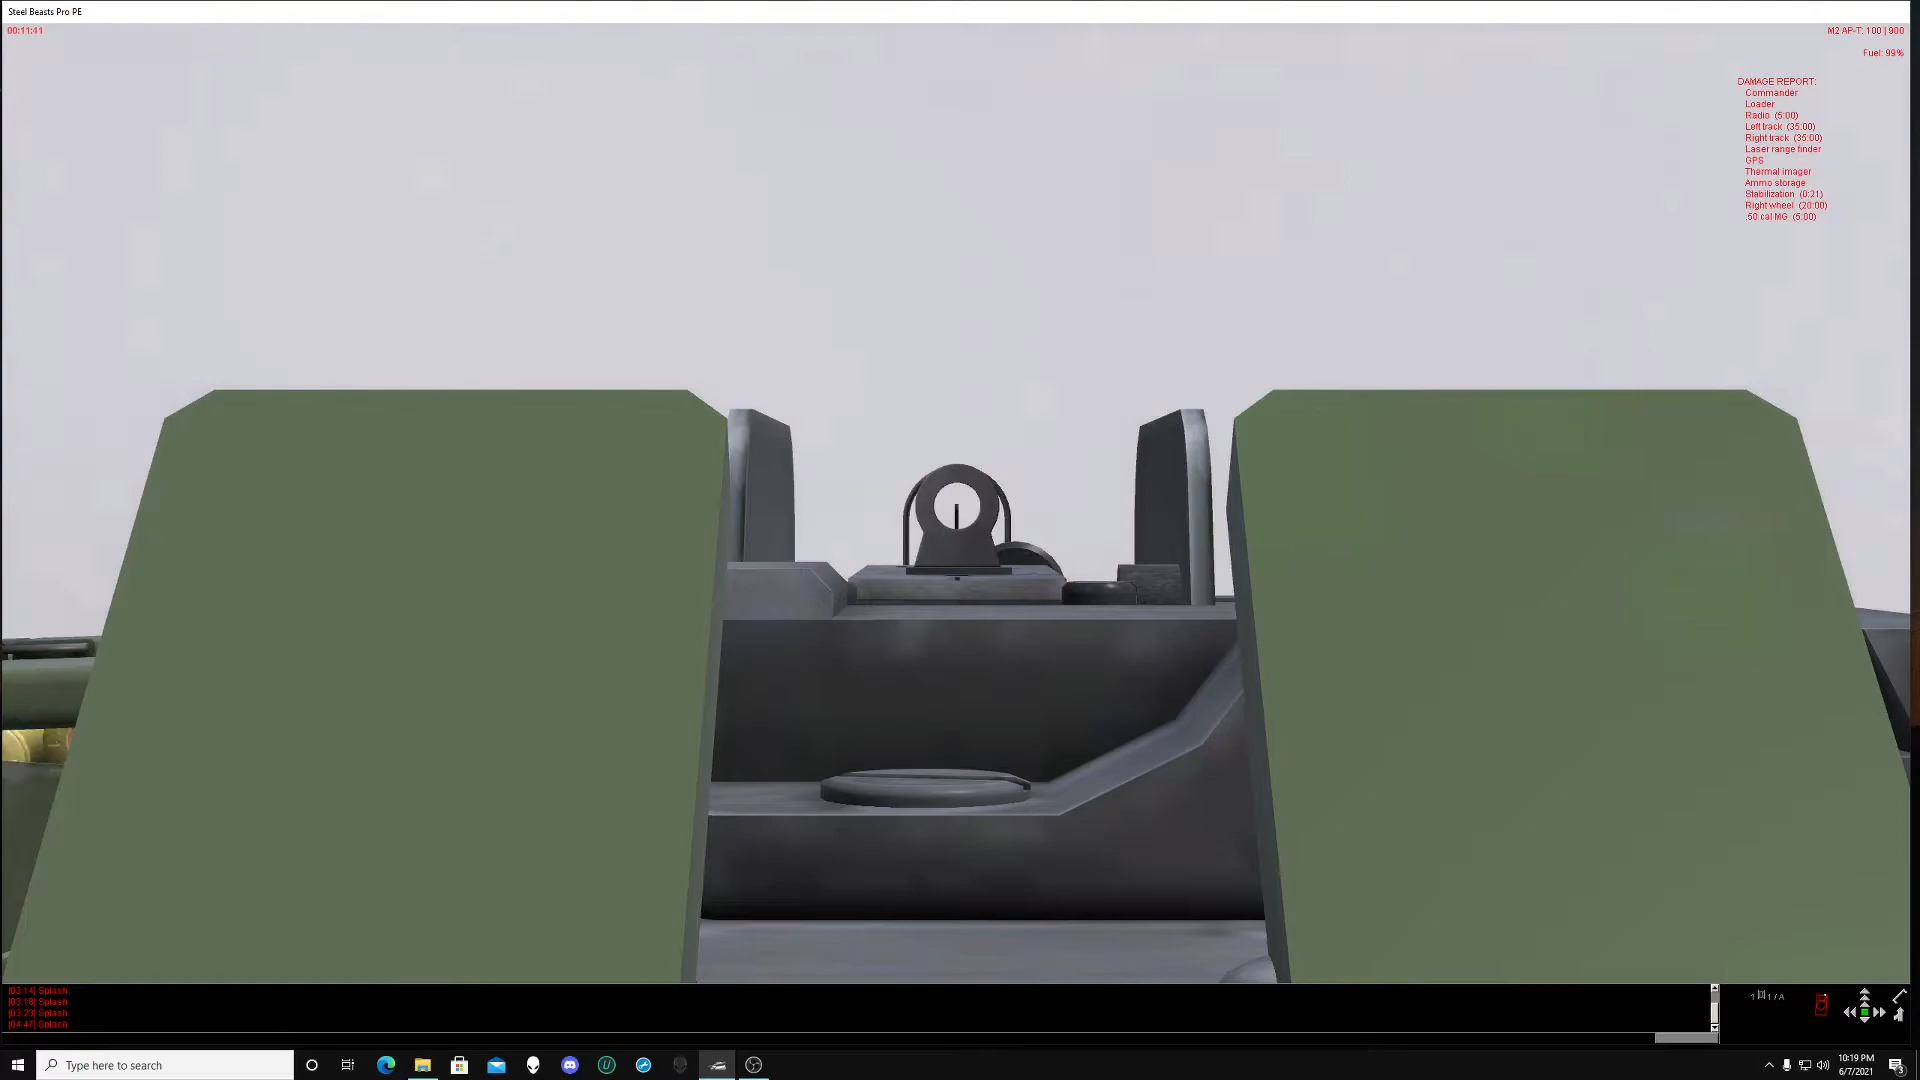 Steel Beasts Pro PE
00:11:41
M2 AP-T: 100 | 900
Fuel: 99%
DAMAGE REPORT:
Commander
Loader
Radio (5:00)
Left track (35:00)
Right track (35:00)
Laser range finder
GPS
Thermal imager
Ammo storage
Stabilization (0:21)
Right wheel (20:00)
.50 cal MG (5:00)
[03:14] Splash
[03:18] Splash
[03:23] Splash
[04:47] Splash
1 / A
Type here to search
10:19 PM
6/7/2021
3